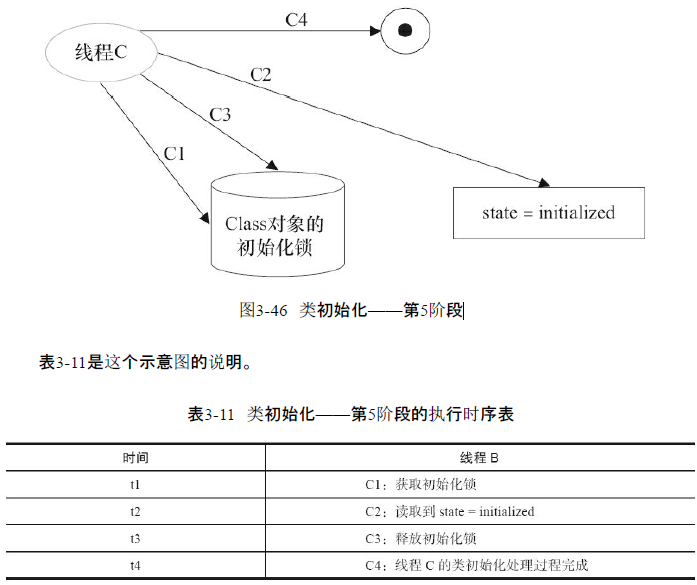 C4
线程C
C2
C3
C1
Class对象的
初始化锁
state = initialized
图3-46 类初始化——第5阶段
表3-11是这个示意图的说明。
表3-11 类初始化——第5阶段的执行时序表
时间 线程 B
t1 C1：获取初始化锁
t2 C2：读取到 state = initialized
t3 C3：释放初始化锁
t4 C4：线程 C 的类初始化处理过程完成